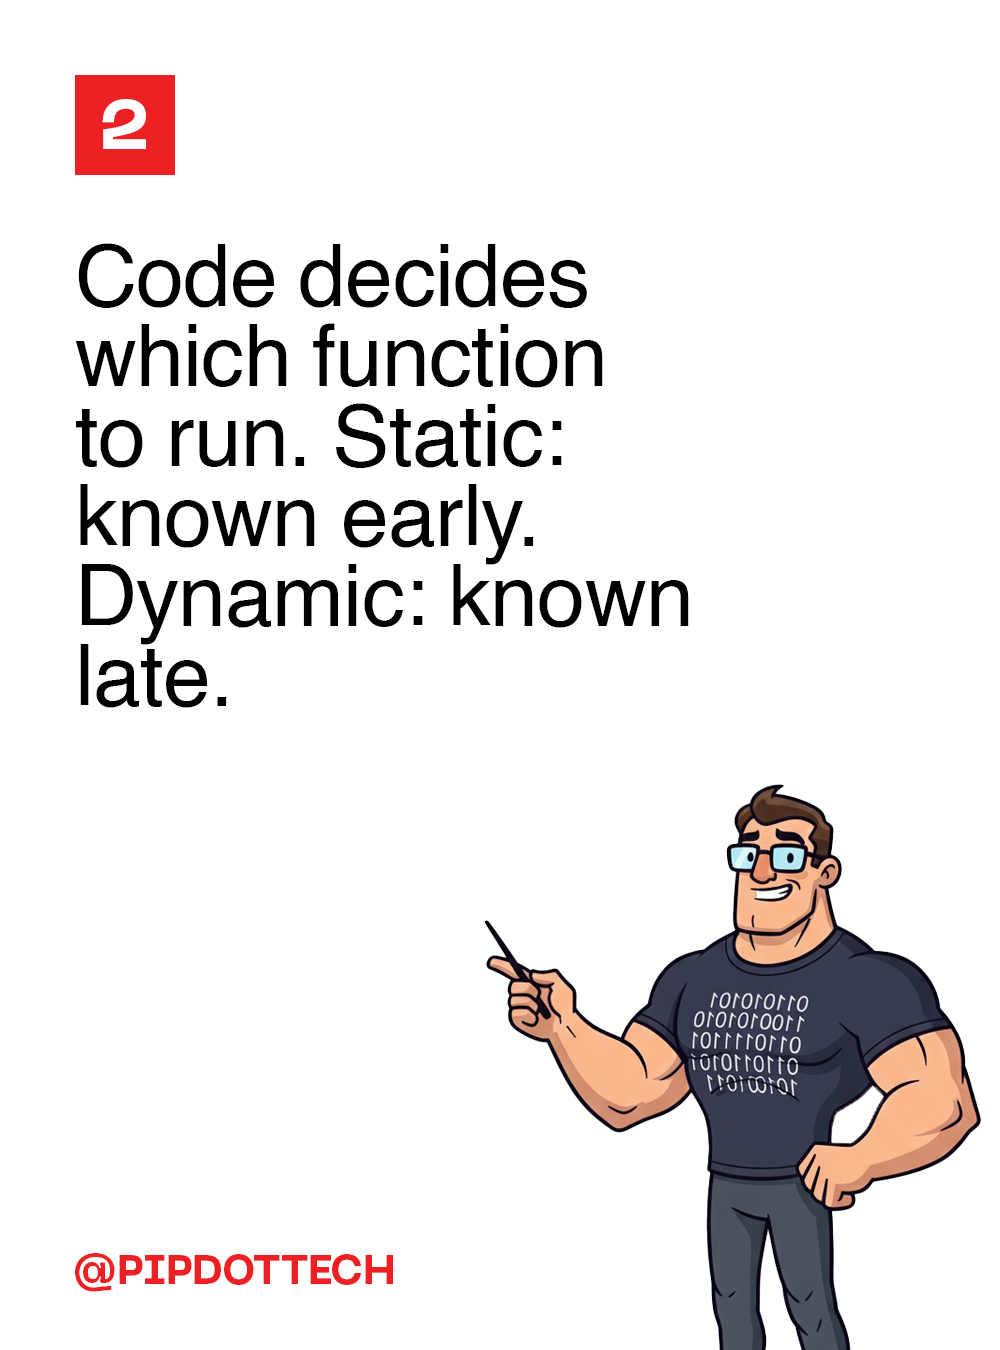 2
Code decides
which function
to run. Static:
known early.
Dynamic: known
late.
@PIPDOTTECH